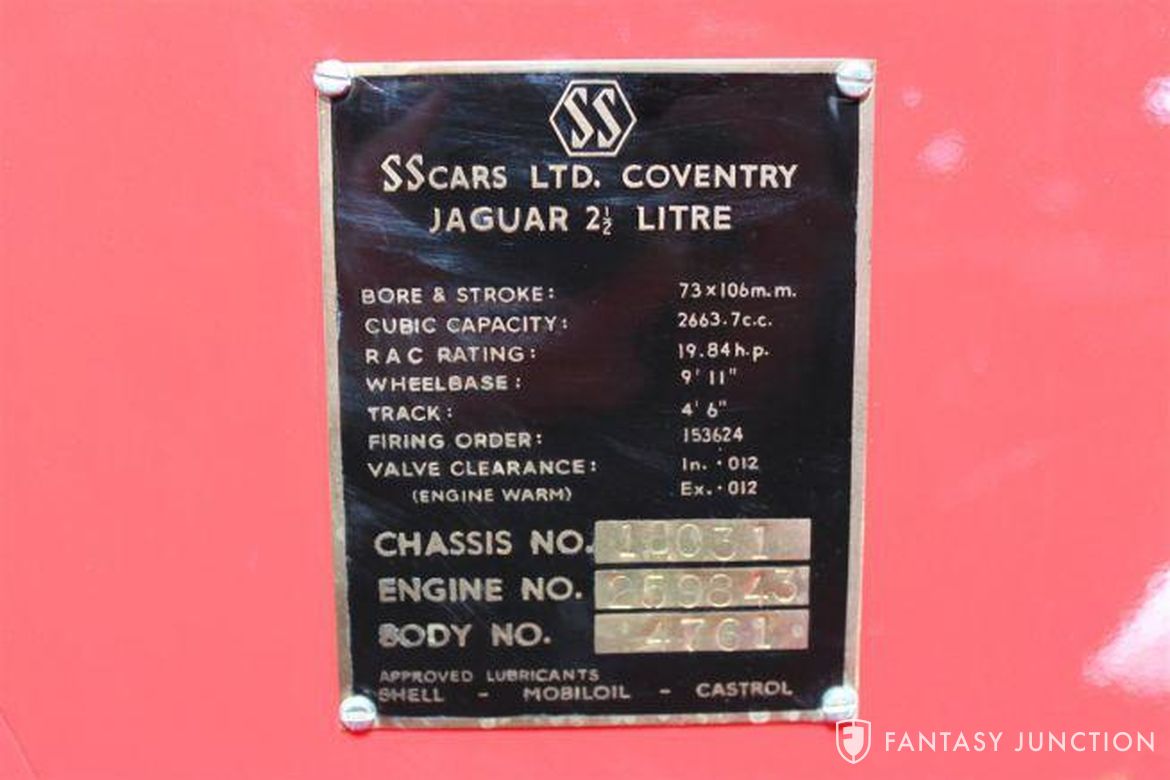 SS
SS CARS LTD. COVENTRY
JAGUAR 2½ LITRE
BORE & STROKE: 73×106m.m.
CUBIC CAPACITY: 2663.7c.c.
RAC RATING: 19.84h.p.
WHEELBASE: 9' 11"
TRACK: 4' 6"
FIRING ORDER: 153624
VALVE CLEARANCE: In. ·012
(ENGINE WARM) Ex. ·012
CHASSIS NO.
ENGINE NO. 259843
BODY NO. 4761
APPROVED LUBRICANTS
SHELL - MOBILOIL - CASTROL
FANTASY JUNCTION